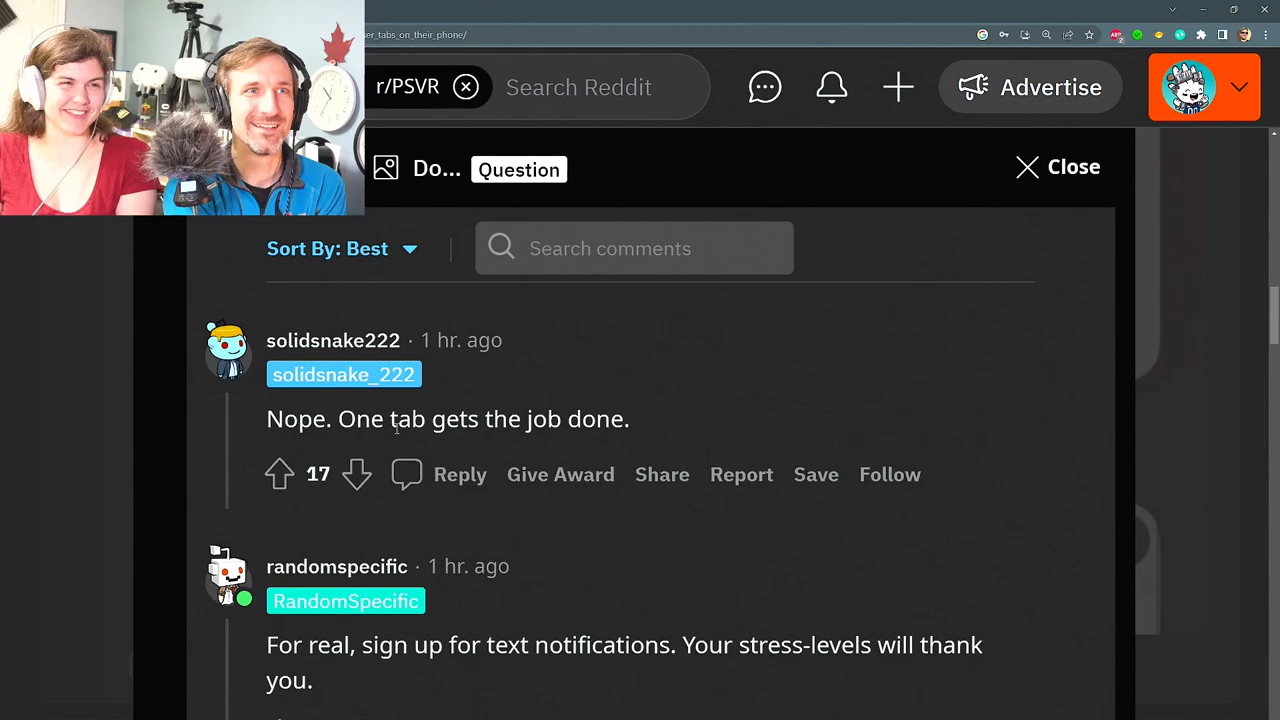 ser_tabs_on_their_phone/
r/PSVR
Search Reddit
Advertise
Do... Question
Close
Sort By: Best
Search comments
solidsnake222 · 1 hr. ago
solidsnake_222
Nope. One tab gets the job done.
17 Reply Give Award Share Report Save Follow
randomspecific · 1 hr. ago
RandomSpecific
For real, sign up for text notifications. Your stress-levels will thank
you.